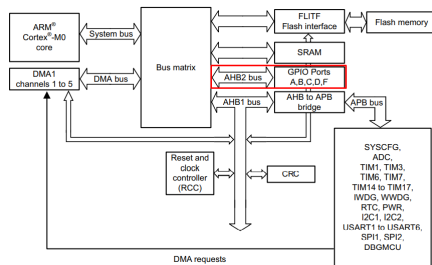 ARM®
Cortex®-M0
core
System bus
DMA1
channels 1 to 5
DMA bus
Bus matrix
FLITF
Flash interface
Flash memory
SRAM
AHB2 bus
GPIO Ports
A,B,C,D,F
AHB1 bus
AHB to APB
bridge
APB bus
Reset and
clock
controller
(RCC)
CRC
SYSCFG,
ADC,
TIM1, TIM3,
TIM6, TIM7,
TIM14 to TIM17,
IWDG, WWDG,
RTC, PWR,
I2C1, I2C2,
USART1 to USART6,
SPI1, SPI2,
DBGMCU
DMA requests